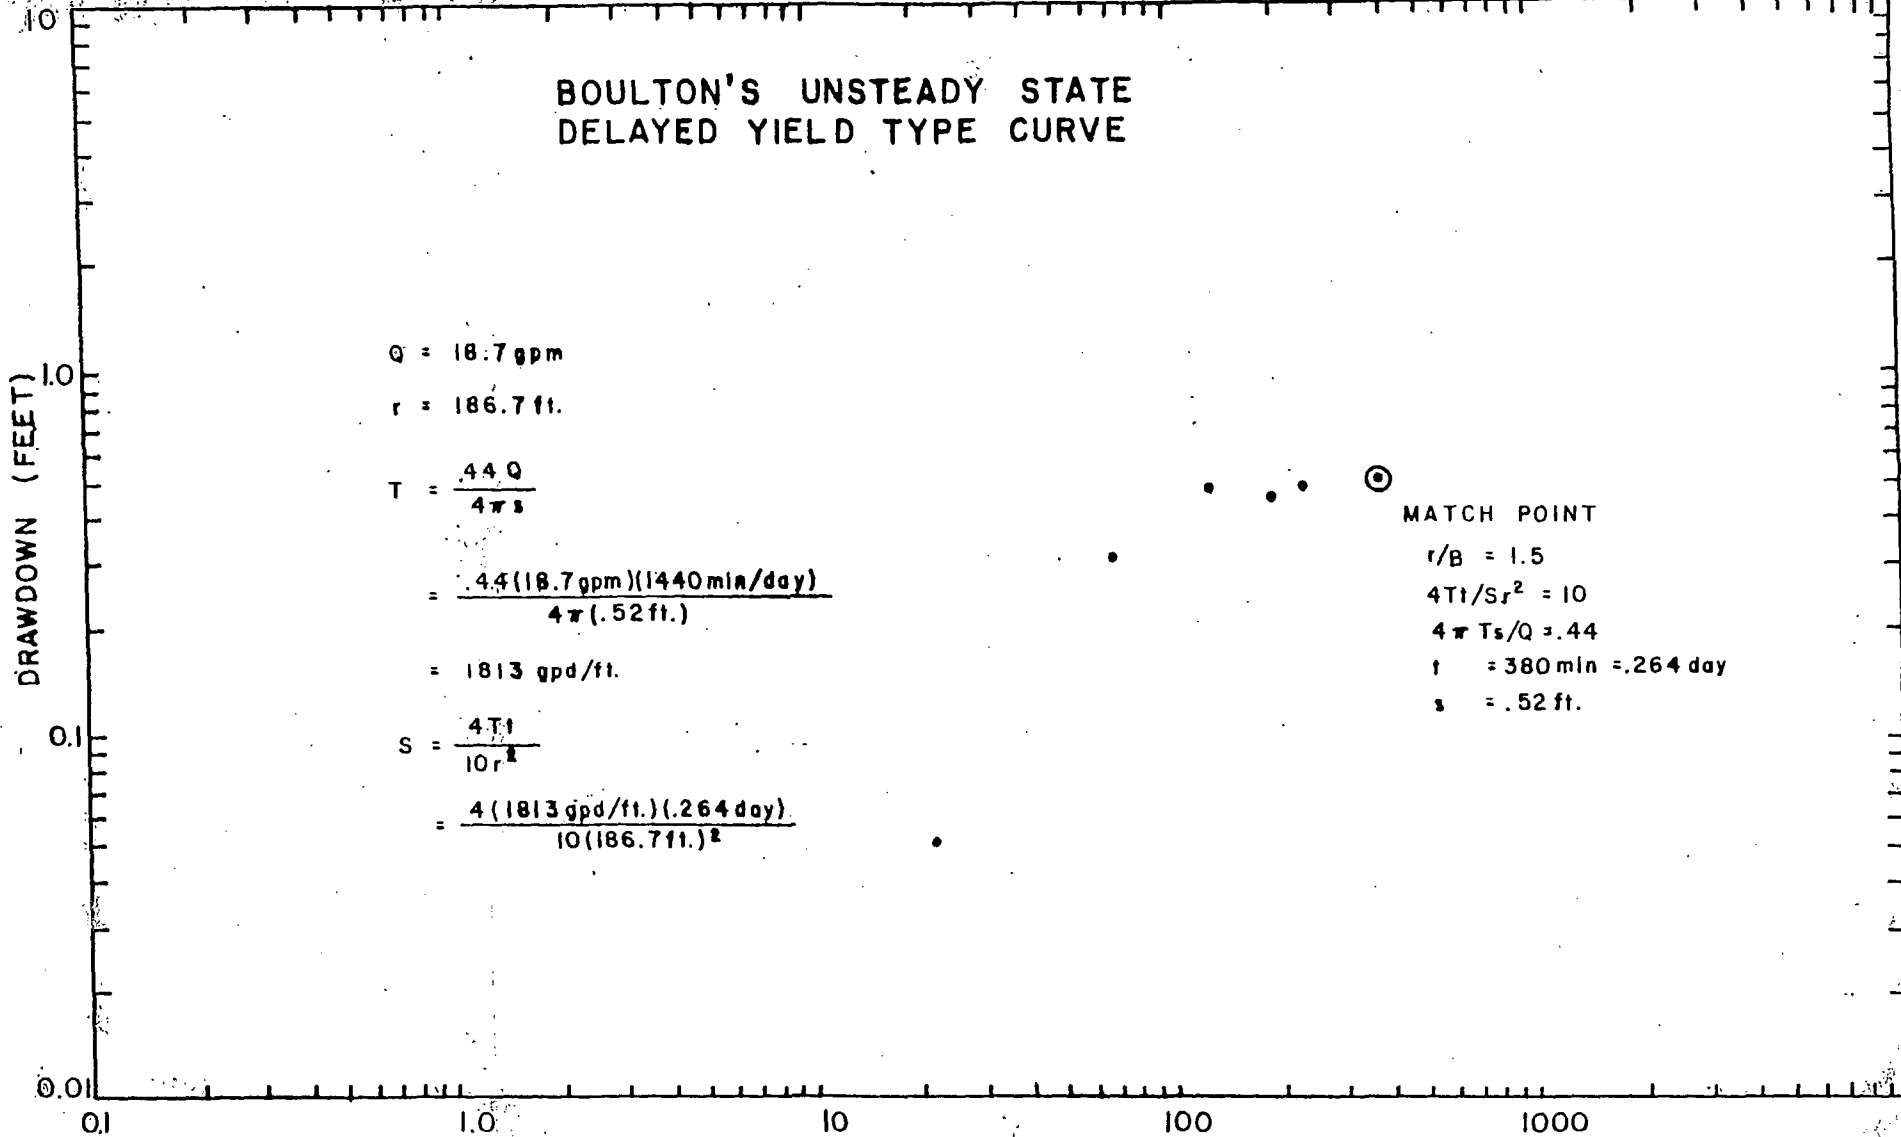 BOULTON'S UNSTEADY STATE
DELAYED YIELD TYPE CURVE
DRAWDOWN (FEET)
10
1.0
0.1
0.01
Q = 18.7 gpm
r = 186.7 ft.
T = .44 Q / 4π s
= .44(18.7 gpm)(1440 min/day) / 4π(.52 ft.)
= 1813 gpd/ft.
S = 4Tt / 10r²
= 4(1813 gpd/ft.)(.264 day) / 10(186.7 ft.)²
MATCH POINT
r/B = 1.5
4Tt/Sr² = 10
4π Ts/Q = .44
t = 380 min = .264 day
s = .52 ft.
0.1 1.0 10 100 1000